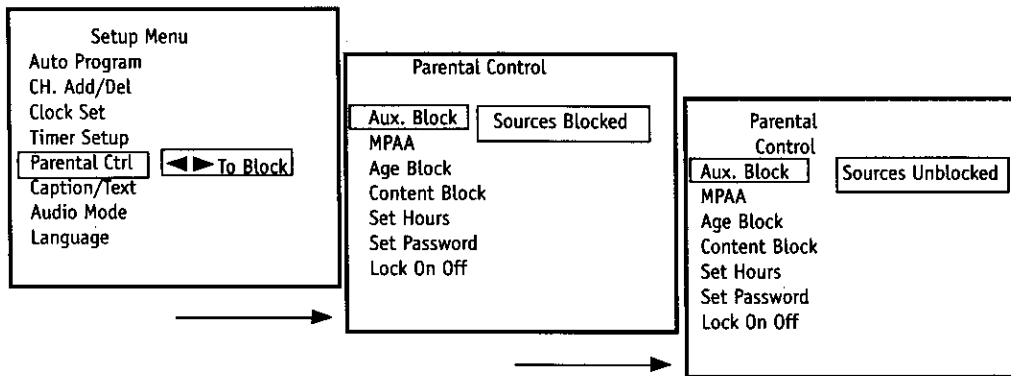 Setup Menu
Auto Program
CH. Add/Del
Clock Set
Timer Setup
Parental Ctrl ◀ ▶ To Block
Caption/Text
Audio Mode
Language
Parental Control
Aux. Block Sources Blocked
MPAA
Age Block
Content Block
Set Hours
Set Password
Lock On Off
Parental
Control
Aux. Block Sources Unblocked
MPAA
Age Block
Content Block
Set Hours
Set Password
Lock On Off